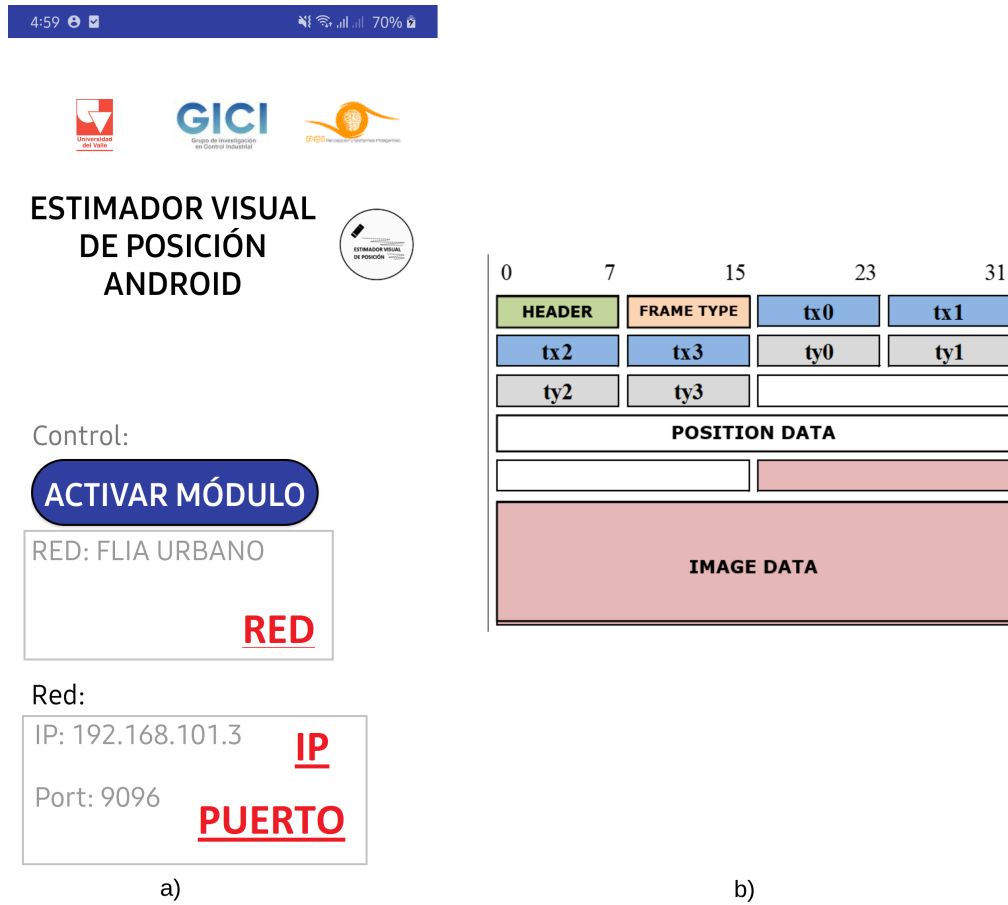 4:59
70%
Universidad
del Valle
GICI
Grupo de Investigación
en Control Industrial
ESTIMADOR VISUAL
DE POSICIÓN
ANDROID
ESTIMADOR VISUAL
DE POSICIÓN
Control:
ACTIVAR MÓDULO
RED: FLIA URBANO
RED
Red:
IP: 192.168.101.3
IP
Port: 9096
PUERTO
a)
0 7 15 23 31
HEADER FRAME TYPE tx0 tx1
tx2 tx3 ty0 ty1
ty2 ty3
POSITION DATA
IMAGE DATA
b)